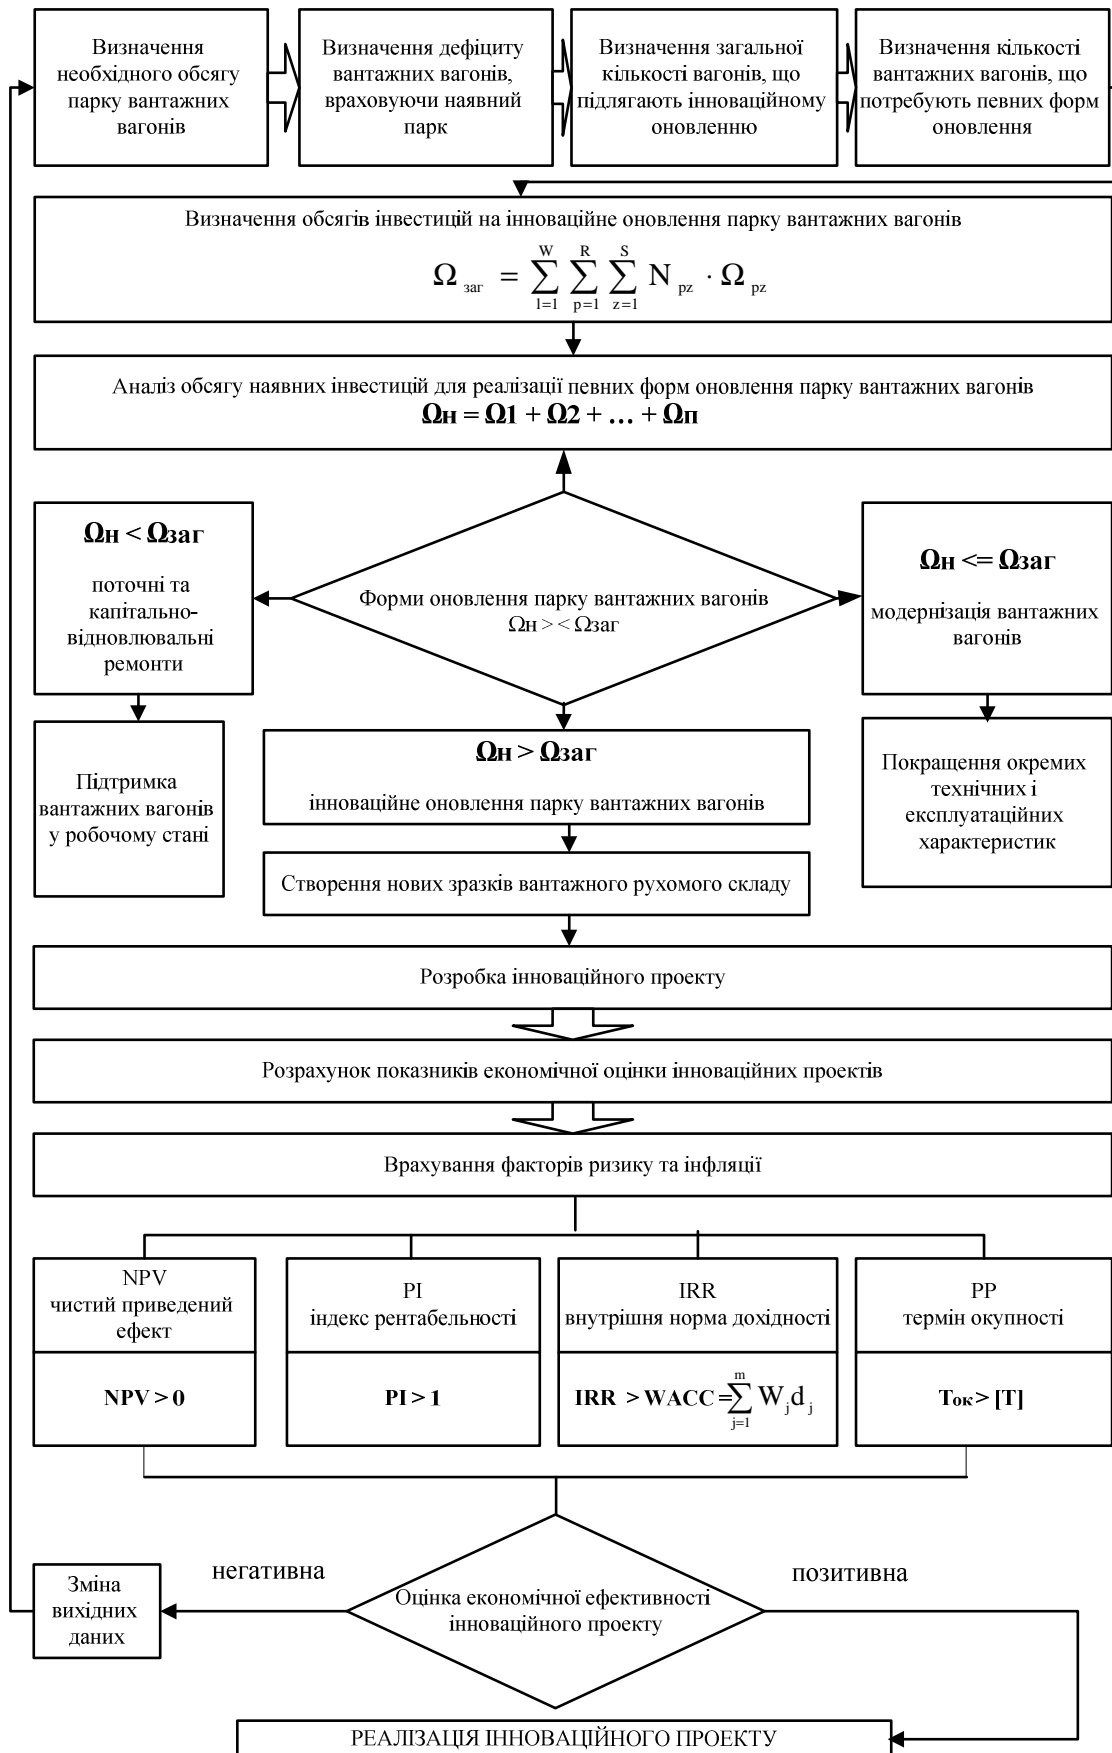 Визначення
необхідного обсягу
парку вантажних
вагонів
Визначення дефіциту
вантажних вагонів,
враховуючи наявний
парк
Визначення загальної
кількості вагонів, що
підлягають інноваційному
оновленню
Визначення кількості
вантажних вагонів, що
потребують певних форм
оновлення
Визначення обсягів інвестицій на інноваційне оновлення парку вантажних вагонів
Ω заг = ∑ W l=1 ∑ R p=1 ∑ S z=1 N pz · Ω pz
Аналіз обсягу наявних інвестицій для реалізації певних форм оновлення парку вантажних вагонів
Ωн = Ω1 + Ω2 + … + Ωп
Ωн < Ωзаг
поточні та
капітально-
відновлювальні
ремонти
Форми оновлення парку вантажних вагонів
Ωн > < Ωзаг
Ωн <= Ωзаг
модернізація вантажних
вагонів
Підтримка
вантажних вагонів
у робочому стані
Ωн > Ωзаг
інноваційне оновлення парку вантажних вагонів
Покращення окремих
технічних і
експлуатаційних
характеристик
Створення нових зразків вантажного рухомого складу
Розробка інноваційного проекту
Розрахунок показників економічної оцінки інноваційних проектів
Врахування факторів ризику та інфляції
NPV
чистий приведений
ефект
PI
індекс рентабельності
IRR
внутрішня норма дохідності
PP
термін окупності
NPV > 0
PI > 1
IRR > WACC = ∑ m j=1 W j d j
Ток > [T]
негативна
позитивна
Зміна
вихідних
даних
Оцінка економічної ефективності
інноваційного проекту
РЕАЛІЗАЦІЯ ІННОВАЦІЙНОГО ПРОЕКТУ